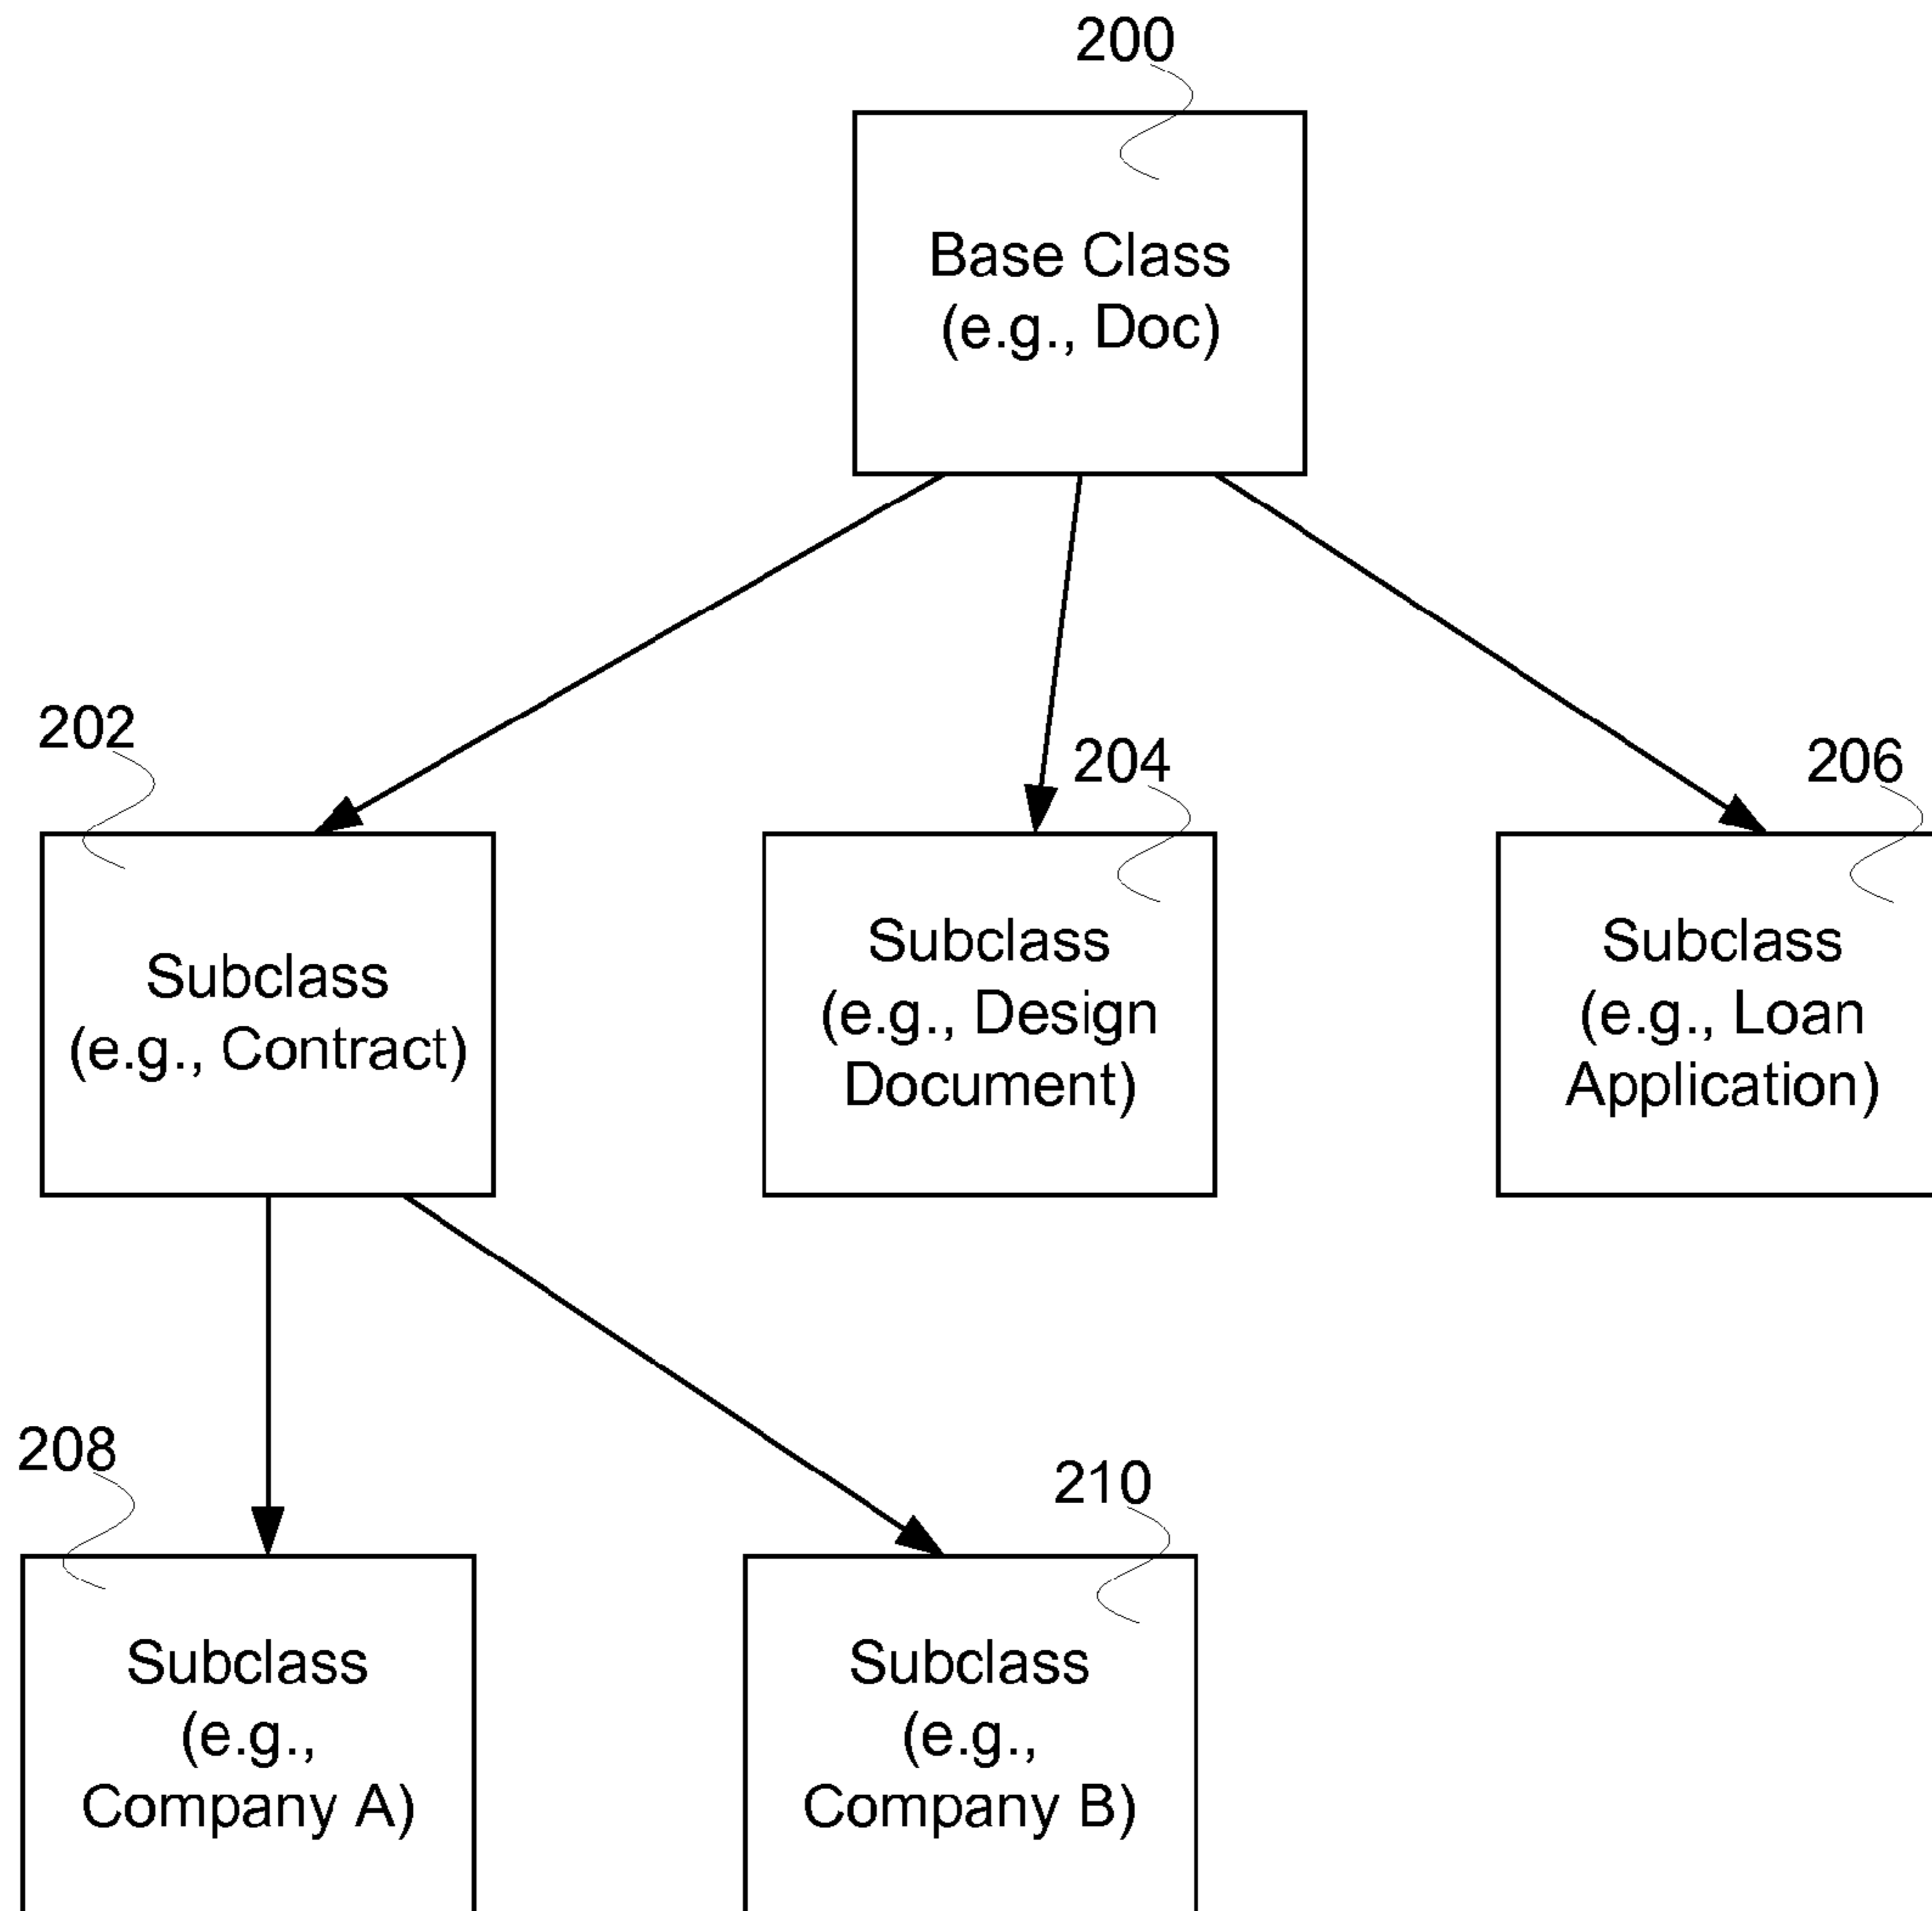 200
Base Class
(e.g., Doc)
202
204
206
Subclass
(e.g., Contract)
Subclass
(e.g., Design
Document)
Subclass
(e.g., Loan
Application)
208
210
Subclass
(e.g.,
Company A)
Subclass
(e.g.,
Company B)